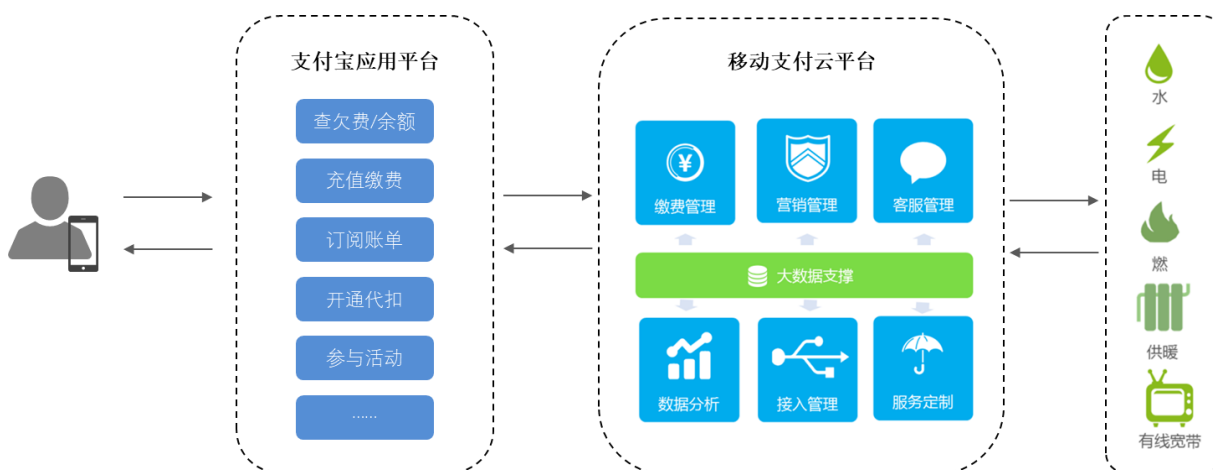 支付宝应用平台
查欠费/余额
充值缴费
订阅账单
开通代扣
参与活动
……
移动支付云平台
缴费管理
营销管理
客服管理
大数据支撑
数据分析
接入管理
服务定制
水
电
燃
供暖
有线宽带